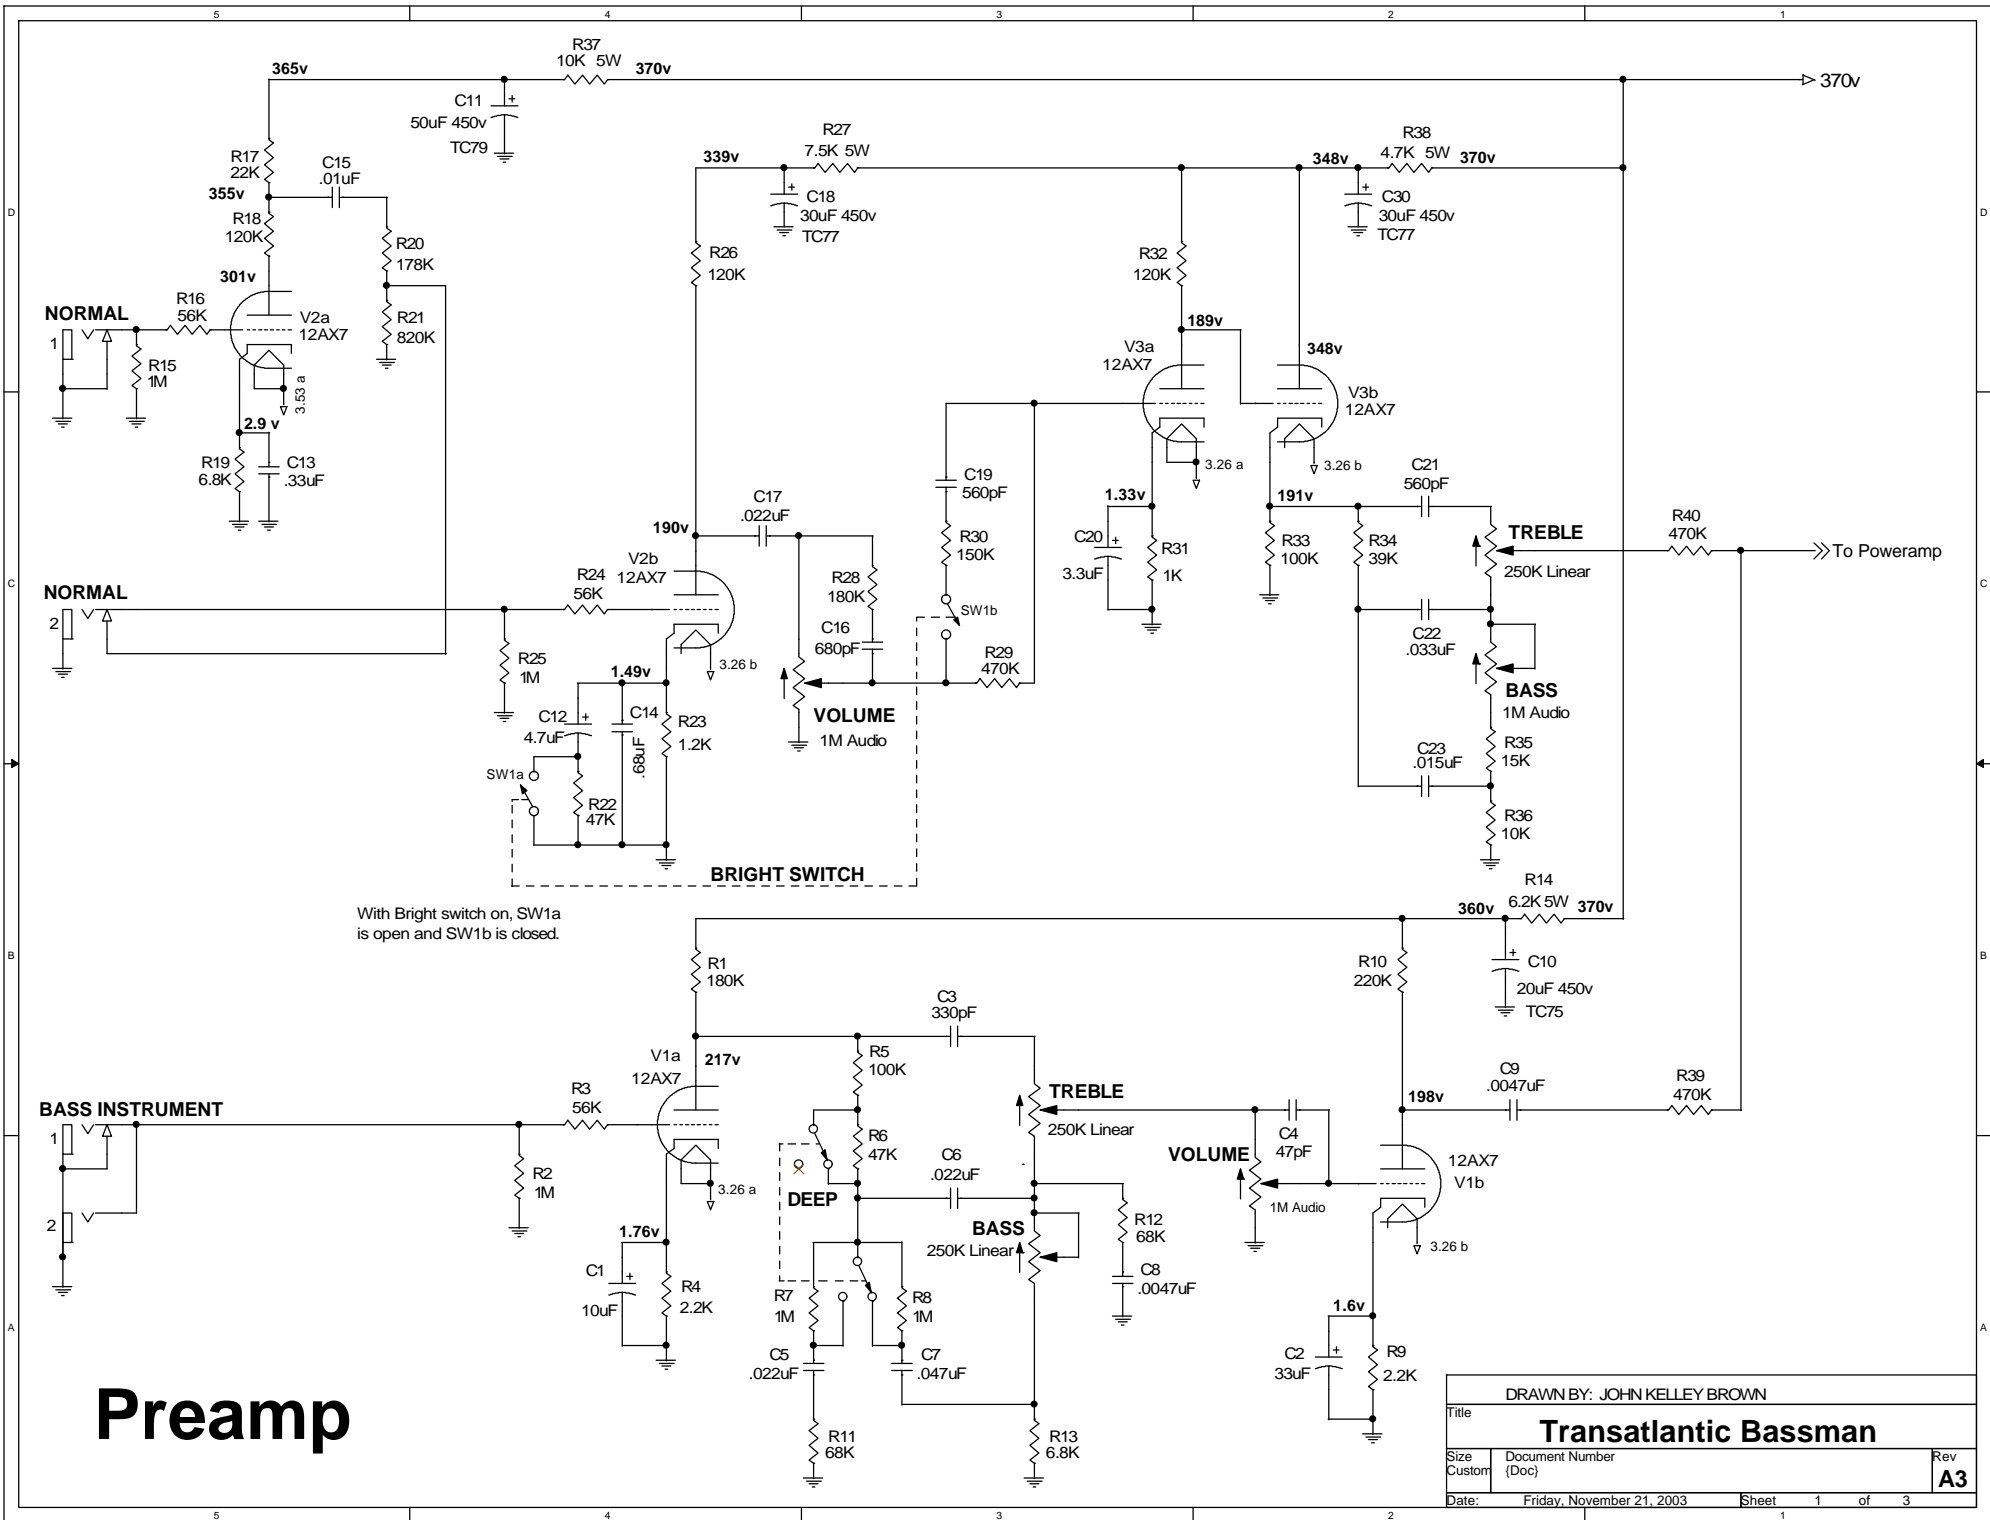 5 4 3 2 1
R37
10K 5W
365v
370v
370v
C11
50uF 450v
TC79
R17
22K
C15
.01uF
355v
R18
120K
R20
178K
301v
NORMAL
1
R16
56K
V2a
12AX7
R21
820K
R15
1M
3.53 a
2.9 v
R19
6.8K
C13
.33uF
339v
R27
7.5K 5W
348v
R38
4.7K 5W
370v
C18
30uF 450v
TC77
C30
30uF 450v
TC77
R26
120K
R32
120K
189v
V3a
12AX7
348v
V3b
12AX7
3.26 a
3.26 b
C19
560pF
R30
150K
SW1b
1.33v
C20
3.3uF
R31
1K
191v
R33
100K
R34
39K
C21
560pF
TREBLE
250K Linear
R40
470K
To Poweramp
C22
.033uF
BASS
1M Audio
C23
.015uF
R35
15K
R36
10K
NORMAL
2
R24
56K
190v
V2b
12AX7
C17
.022uF
R28
180K
C16
680pF
R29
470K
R25
1M
3.26 b
1.49v
VOLUME
1M Audio
C12
4.7uF
C14
.68uF
R23
1.2K
SW1a
R22
47K
BRIGHT SWITCH
With Bright switch on, SW1a
is open and SW1b is closed.
360v
R14
6.2K 5W
370v
R1
180K
R10
220K
C10
20uF 450v
TC75
C3
330pF
V1a
12AX7
217v
R5
100K
BASS INSTRUMENT
1
2
R3
56K
R2
1M
3.26 a
1.76v
C1
10uF
R4
2.2K
R6
47K
DEEP
C6
.022uF
TREBLE
250K Linear
BASS
250K Linear
R12
68K
C8
.0047uF
R7
1M
R8
1M
C5
.022uF
C7
.047uF
R11
68K
R13
6.8K
VOLUME
1M Audio
C4
47pF
198v
C9
.0047uF
R39
470K
12AX7
V1b
3.26 b
1.6v
C2
33uF
R9
2.2K
Preamp
DRAWN BY: JOHN KELLEY BROWN
Title
Transatlantic Bassman
Size
Custom
Document Number
{Doc}
Rev
A3
Date: Friday, November 21, 2003 Sheet 1 of 3
D
C
B
A
D
C
B
A
5 4 3 2 1